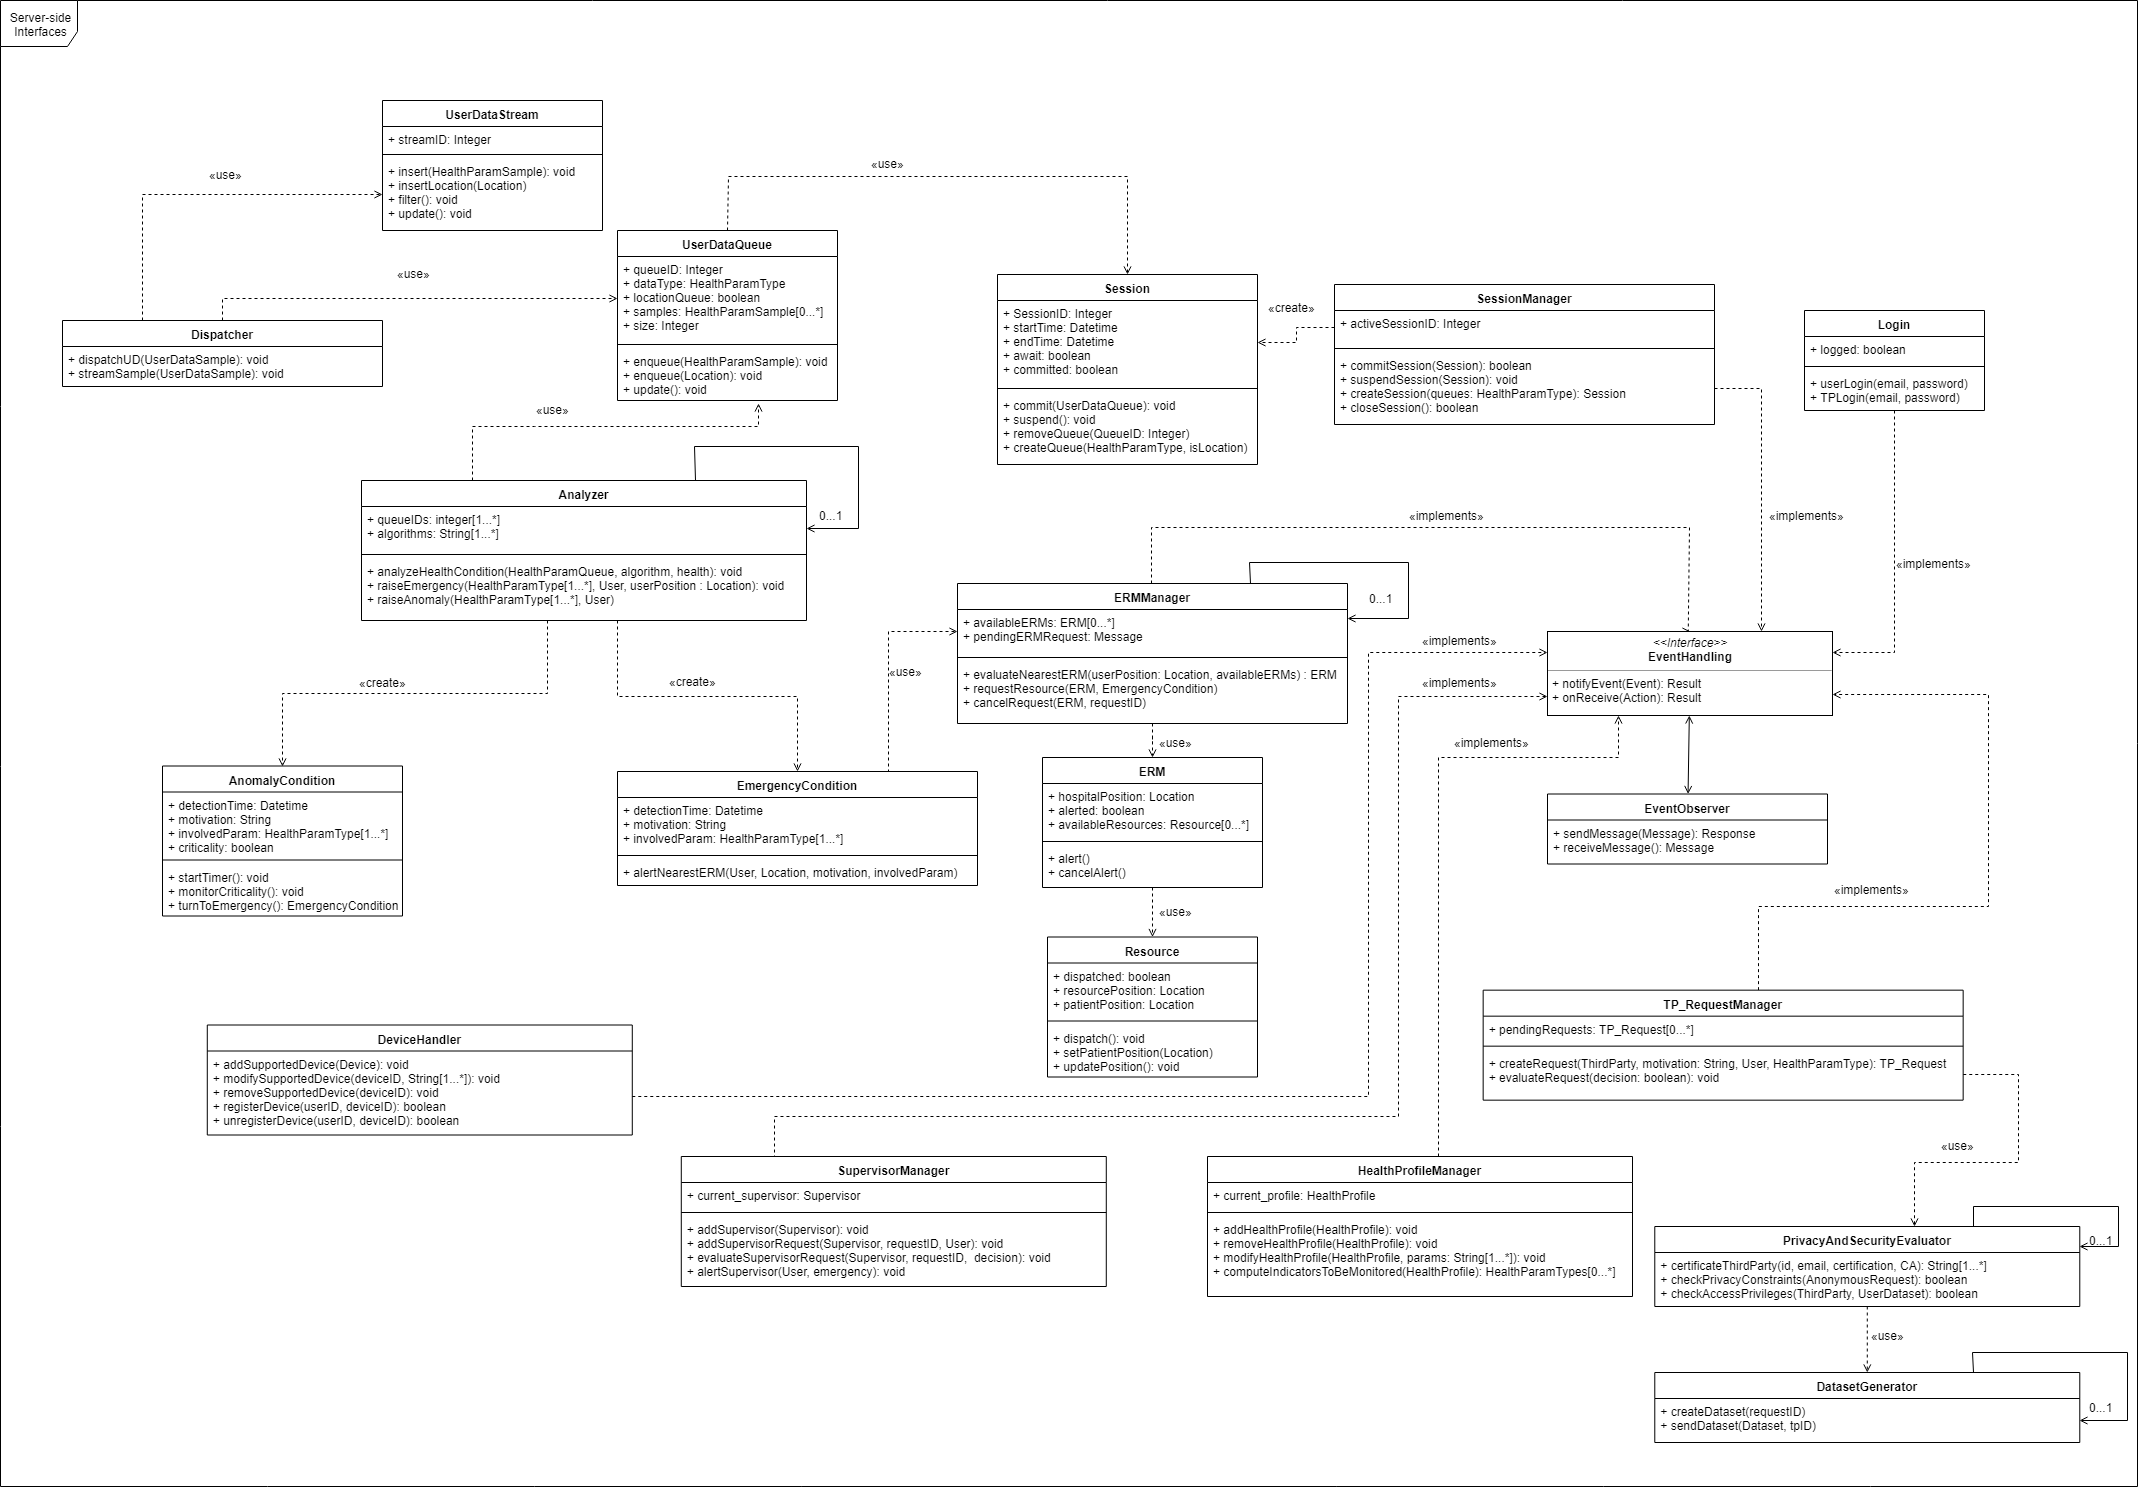 Server-side
Interfaces
UserDataStream
+ streamID: Integer
+ insert(HealthParamSample): void
+ insertLocation(Location)
+ filter(): void
+ update(): void
«use»
«use»
«use»
UserDataQueue
+ queueID: Integer
+ dataType: HealthParamType
+ locationQueue: boolean
+ samples: HealthParamSample[0...*]
+ size: Integer
+ enqueue(HealthParamSample): void
+ enqueue(Location): void
+ update(): void
Dispatcher
+ dispatchUD(UserDataSample): void
+ streamSample(UserDataSample): void
Session
+ SessionID: Integer
+ startTime: Datetime
+ endTime: Datetime
+ await: boolean
+ committed: boolean
+ commit(UserDataQueue): void
+ suspend(): void
+ removeQueue(QueueID: Integer)
+ createQueue(HealthParamType, isLocation)
«create»
SessionManager
+ activeSessionID: Integer
+ commitSession(Session): boolean
+ suspendSession(Session): void
+ createSession(queues: HealthParamType): Session
+ closeSession(): boolean
Login
+ logged: boolean
+ userLogin(email, password)
+ TPLogin(email, password)
«use»
Analyzer
+ queueIDs: integer[1...*]
+ algorithms: String[1...*]
+ analyzeHealthCondition(HealthParamQueue, algorithm, health): void
+ raiseEmergency(HealthParamType[1...*], User, userPosition : Location): void
+ raiseAnomaly(HealthParamType[1...*], User)
0...1
«implements»
«implements»
«implements»
ERMManager
+ availableERMs: ERM[0...*]
+ pendingERMRequest: Message
+ evaluateNearestERM(userPosition: Location, availableERMs) : ERM
+ requestResource(ERM, EmergencyCondition)
+ cancelRequest(ERM, requestID)
0...1
«create»
«create»
«use»
«implements»
«implements»
«implements»
<<Interface>>
EventHandling
+ notifyEvent(Event): Result
+ onReceive(Action): Result
«use»
AnomalyCondition
+ detectionTime: Datetime
+ motivation: String
+ involvedParam: HealthParamType[1...*]
+ criticality: boolean
+ startTimer(): void
+ monitorCriticality(): void
+ turnToEmergency(): EmergencyCondition
EmergencyCondition
+ detectionTime: Datetime
+ motivation: String
+ involvedParam: HealthParamType[1...*]
+ alertNearestERM(User, Location, motivation, involvedParam)
ERM
+ hospitalPosition: Location
+ alerted: boolean
+ availableResources: Resource[0...*]
+ alert()
+ cancelAlert()
EventObserver
+ sendMessage(Message): Response
+ receiveMessage(): Message
«implements»
«use»
Resource
+ dispatched: boolean
+ resourcePosition: Location
+ patientPosition: Location
+ dispatch(): void
+ setPatientPosition(Location)
+ updatePosition(): void
TP_RequestManager
+ pendingRequests: TP_Request[0...*]
+ createRequest(ThirdParty, motivation: String, User, HealthParamType): TP_Request
+ evaluateRequest(decision: boolean): void
DeviceHandler
+ addSupportedDevice(Device): void
+ modifySupportedDevice(deviceID, String[1...*]): void
+ removeSupportedDevice(deviceID): void
+ registerDevice(userID, deviceID): boolean
+ unregisterDevice(userID, deviceID): boolean
«use»
SupervisorManager
+ current_supervisor: Supervisor
+ addSupervisor(Supervisor): void
+ addSupervisorRequest(Supervisor, requestID, User): void
+ evaluateSupervisorRequest(Supervisor, requestID,  decision): void
+ alertSupervisor(User, emergency): void
HealthProfileManager
+ current_profile: HealthProfile
+ addHealthProfile(HealthProfile): void
+ removeHealthProfile(HealthProfile): void
+ modifyHealthProfile(HealthProfile, params: String[1...*]): void
+ computeIndicatorsToBeMonitored(HealthProfile): HealthParamTypes[0...*]
PrivacyAndSecurityEvaluator
+ certificateThirdParty(id, email, certification, CA): String[1...*]
+ checkPrivacyConstraints(AnonymousRequest): boolean
+ checkAccessPrivileges(ThirdParty, UserDataset): boolean
0...1
«use»
DatasetGenerator
+ createDataset(requestID)
+ sendDataset(Dataset, tpID)
0...1